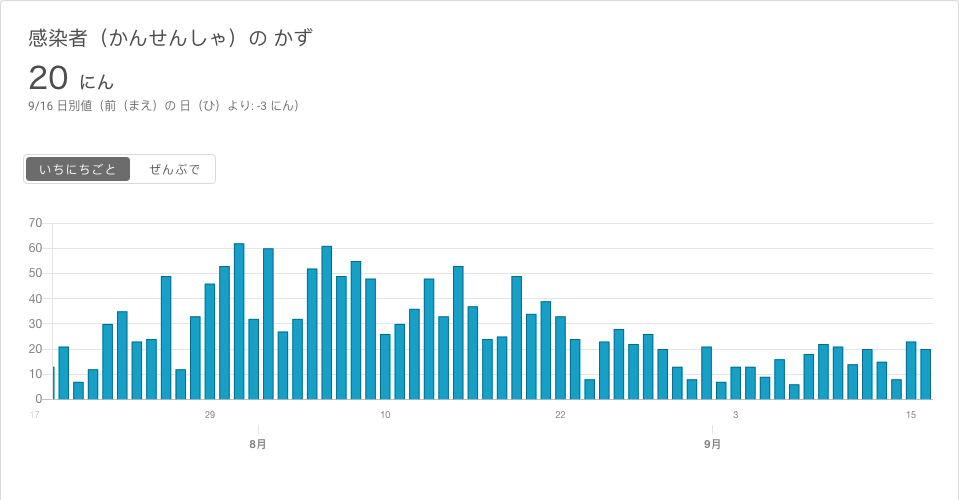 感染者（かんせんしゃ）の かず
20 にん
9/16 日別値（前（まえ）の 日（ひ）より: -3 にん）
いちにちごと ぜんぶで
70
60
50
40
30
20
10
0
17 29 10 22 3 15
8月 9月